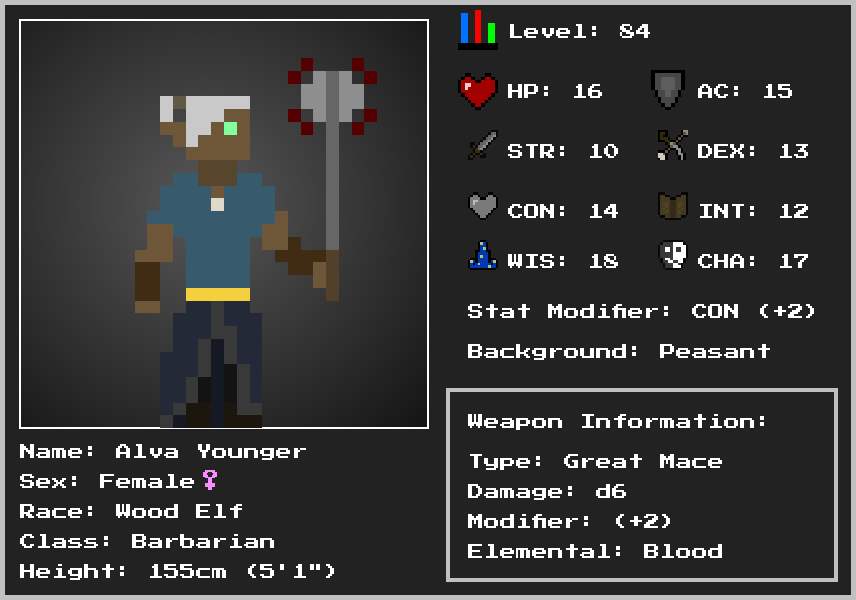 Level: 84
HP: 16 AC: 15
STR: 10 DEX: 13
CON: 14 INT: 12
WIS: 18 CHA: 17
Stat Modifier: CON (+2)
Background: Peasant
Weapon Information:
Type: Great Mace
Damage: d6
Modifier: (+2)
Elemental: Blood
Name: Alva Younger
Sex: Female♀
Race: Wood Elf
Class: Barbarian
Height: 155cm (5'1")